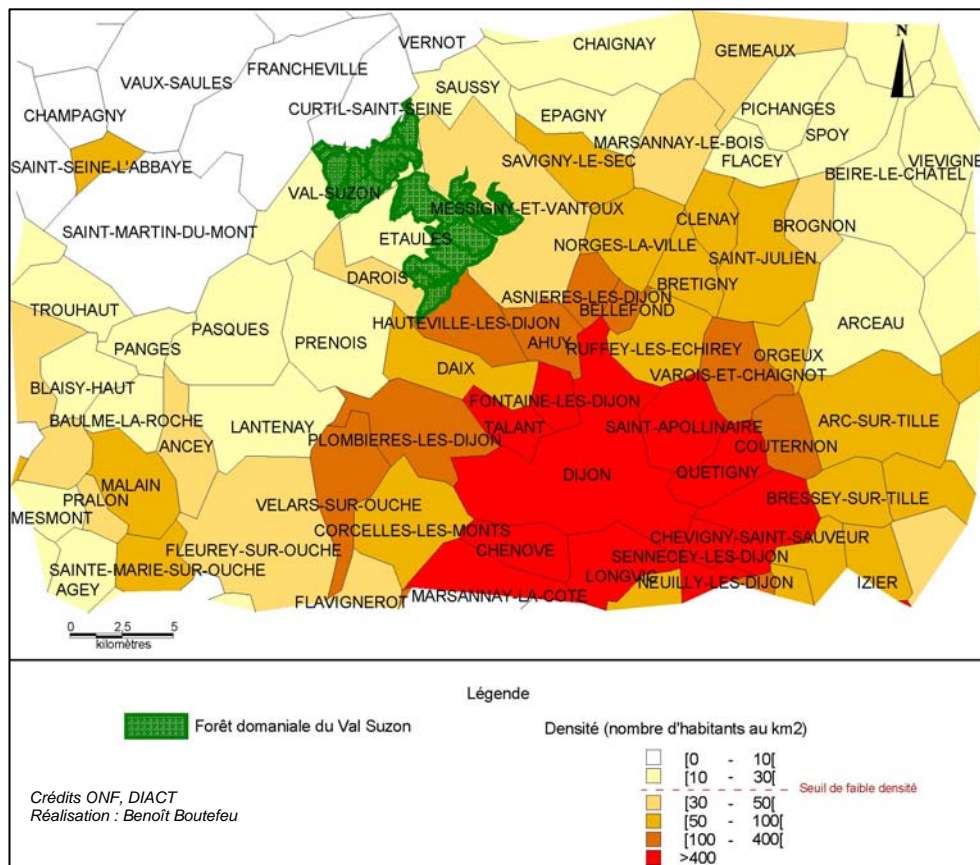 VERNOT
CHAIGNAY
GEMEAUX
N
FRANCHEVILLE
VAUX-SAULES
SAUSSY
CHAMPAGNY
CURTIL-SAINT-SEINE
EPAGNY
PICHANGES
SPOY
MARSANNAY-LE-BOIS
SAINT-SEINE-L'ABBAYE
SAVIGNY-LE-SEC
FLACEY
VIEVIGNE
BEIRE-LE-CHATEL
VAL-SUZON
MESSIGNY-ET-VANTOUX
CLENAY
BROGNON
SAINT-MARTIN-DU-MONT
ETAULES
NORGES-LA-VILLE
SAINT-JULIEN
DAROIS
BRETIGNY
TROUHAUT
ASNIERES-LES-DIJON
BELLEFOND
PASQUES
HAUTEVILLE-LES-DIJON
ARCEAU
PANGES
PRENOIS
AHUY
RUFFEY-LES-ECHIREY
ORGEUX
DAIX
VAROIS-ET-CHAIGNOT
BLAISY-HAUT
FONTAINE-LES-DIJON
BAULME-LA-ROCHE
LANTENAY
TALANT
SAINT-APOLLINAIRE
ARC-SUR-TILLE
ANCEY
PLOMBIERES-LES-DIJON
COUTERNON
DIJON
QUETIGNY
MALAIN
PRALON
BRESSEY-SUR-TILLE
VELARS-SUR-OUCHE
MESMONT
CORCELLES-LES-MONTS
CHEVIGNY-SAINT-SAUVEUR
FLEUREY-SUR-OUCHE
CHENOVE
SENNECEY-LES-DIJON
SAINTE-MARIE-SUR-OUCHE
LONGVIC
NEUILLY-LES-DIJON
IZIER
AGEY
FLAVIGNEROT
MARSANNAY-LA-COTE
0 2,5 5
kilomètres
Légende
Forêt domaniale du Val Suzon
Densité (nombre d'habitants au km2)
[0 - 10[
[10 - 30[
Seuil de faible densité
[30 - 50[
[50 - 100[
[100 - 400[
>400
Crédits ONF, DIACT
Réalisation : Benoît Boutefeu